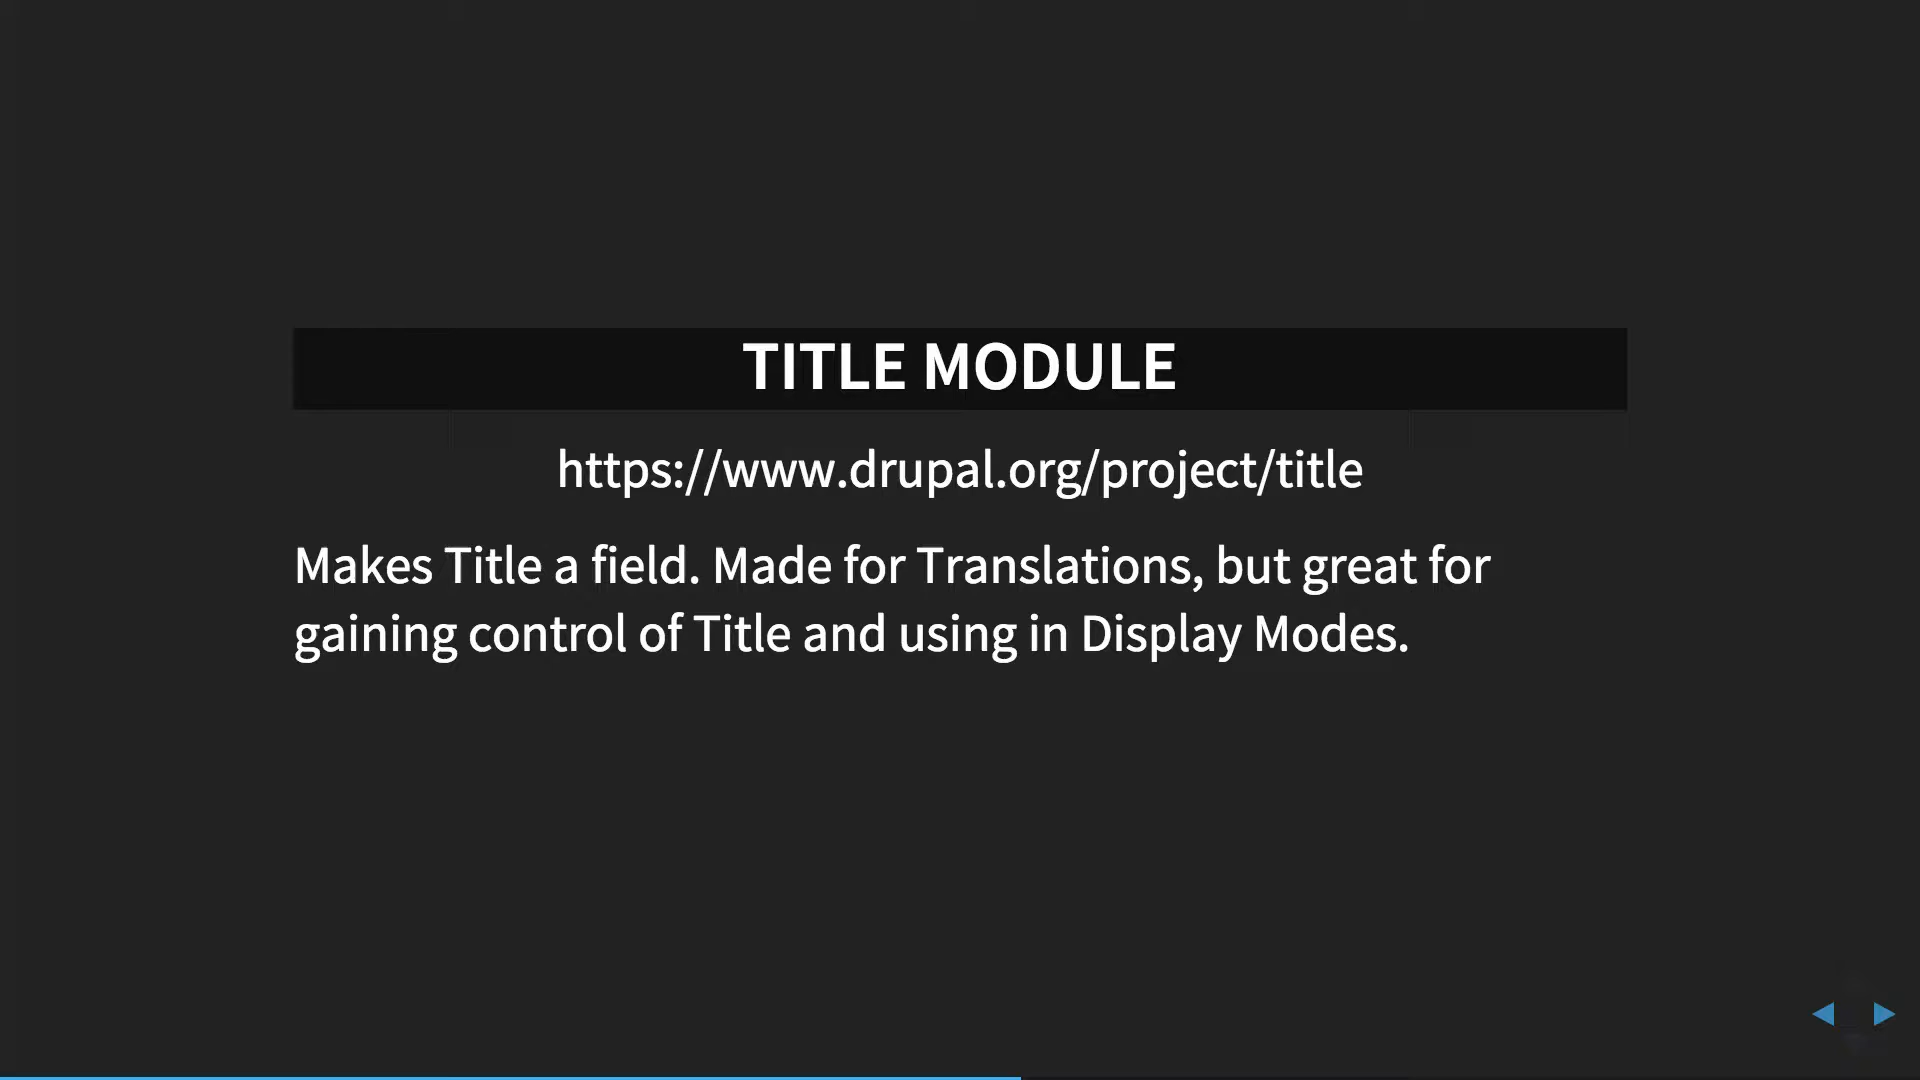 TITLE MODULE
https://www.drupal.org/project/title
Makes Title a field. Made for Translations, but great for
gaining control of Title and using in Display Modes.